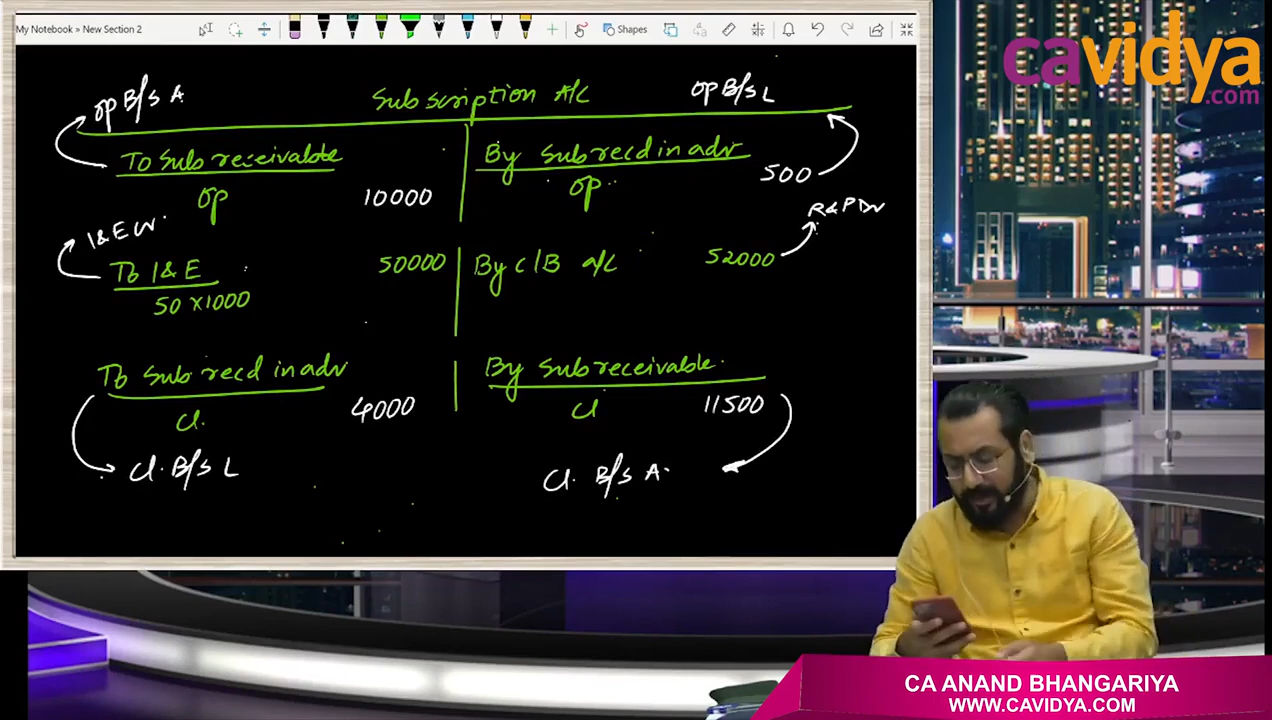 My Notebook » New Section 2
Shapes
cavidya
.com
op B/s A
Subscription A/c
op B/s L
To Sub receivable
op
10000
By Sub recd in adv
op
500
I&E Cr
R&P Dr
To I&E
50 x 1000
50000
By C/B a/c
52000
To Sub recd in adv
cl.
4000
By Sub receivable
cl
11500
Cl. B/s L
Cl. B/s A
CA ANAND BHANGARIYA
WWW.CAVIDYA.COM